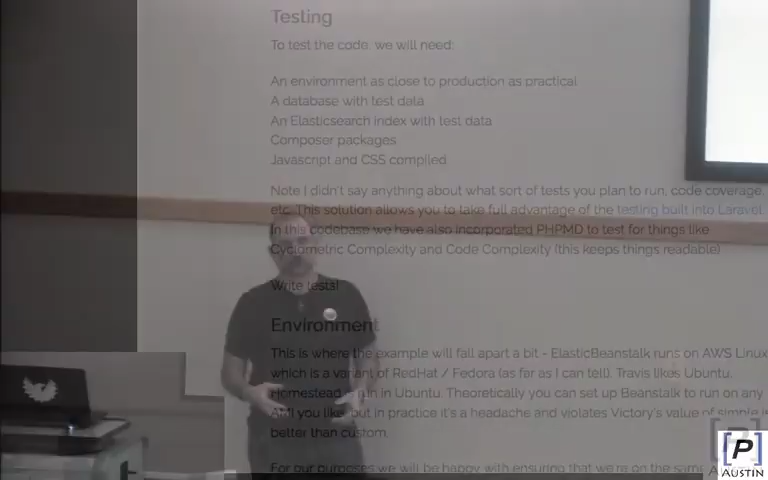 Testing
To test the code, we will need:
An environment as close to production as practical
A database with test data
An Elasticsearch index with test data
Composer packages
Javascript and CSS compiled
Note I didn't say anything about what sort of tests you plan to run, code coverage,
etc. This solution allows you to take full advantage of the testing built into Laravel.
In this codebase we have also incorporated PHPMD to test for things like
Cyclometric Complexity and Code Complexity (this keeps things readable)
Write tests!
Environment
This is where the example will fall apart a bit - ElasticBeanstalk runs on AWS Linux
which is a variant of RedHat / Fedora (as far as I can tell). Travis likes Ubuntu.
Homestead run in Ubuntu. Theoretically you can set up Beanstalk to run on any
AMI you like, but in practice it's a headache and violates Victory's value of simple is
better than custom.
For our purposes we will be happy with ensuring that we're on the same
[P]
AUSTIN